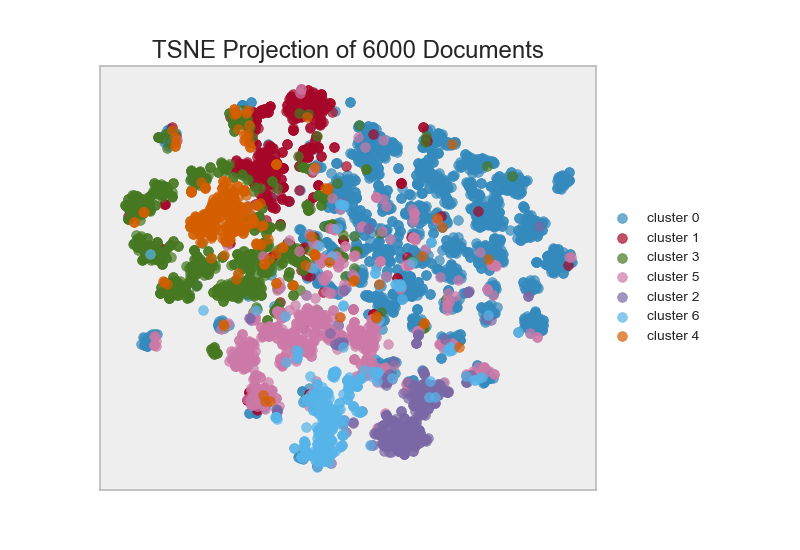 TSNE Projection of 6000 Documents
cluster 0
cluster 1
cluster 3
cluster 5
cluster 2
cluster 6
cluster 4